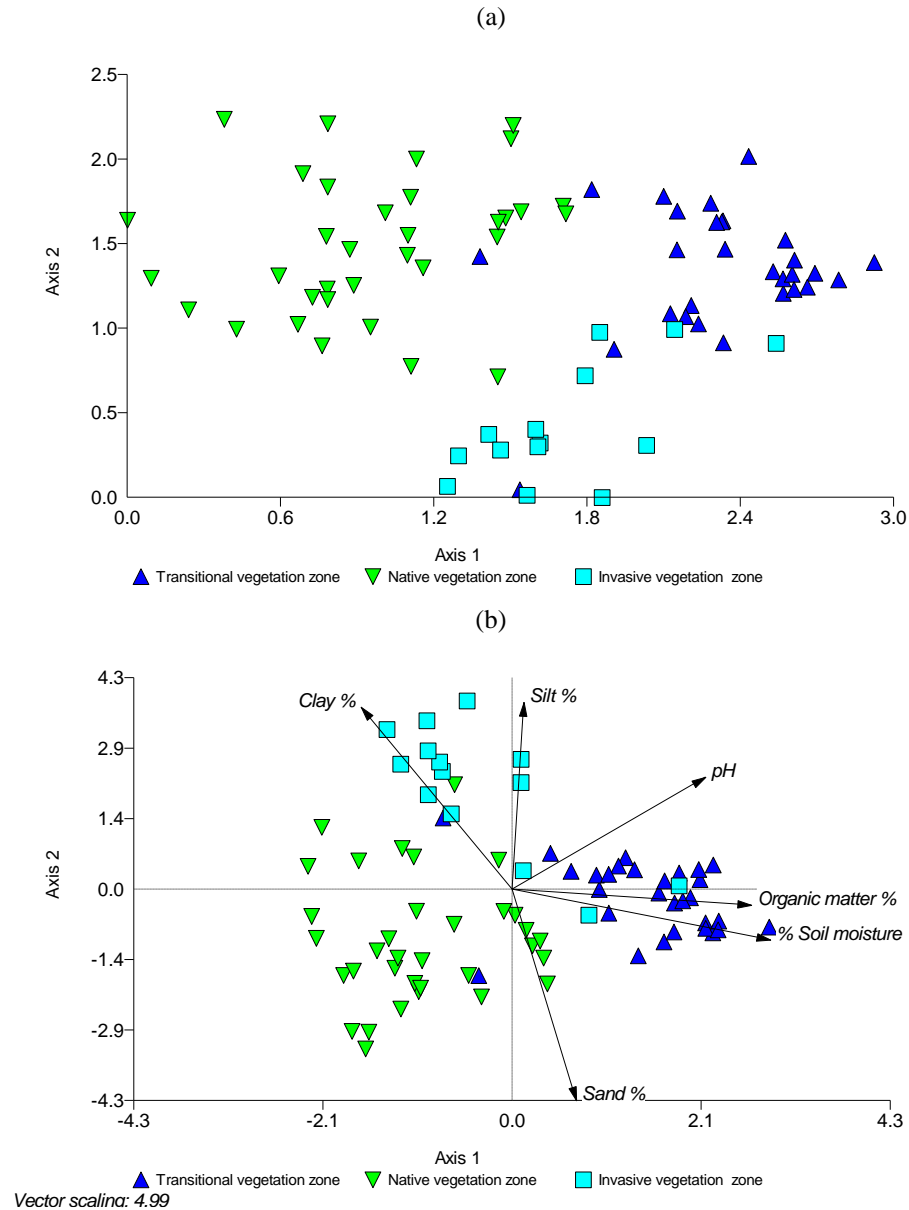 (a)
2.5
2.0
1.5
1.0
0.5
0.0
Axis 2
0.0 0.6 1.2 1.8 2.4 3.0
Axis 1
Transitional vegetation zone Native vegetation zone Invasive vegetation zone
(b)
4.3
2.9
1.4
0.0
-1.4
-2.9
-4.3
Axis 2
Clay %
Silt %
pH
Organic matter %
% Soil moisture
Sand %
-4.3 -2.1 0.0 2.1 4.3
Axis 1
Transitional vegetation zone Native vegetation zone Invasive vegetation zone
Vector scaling: 4.99